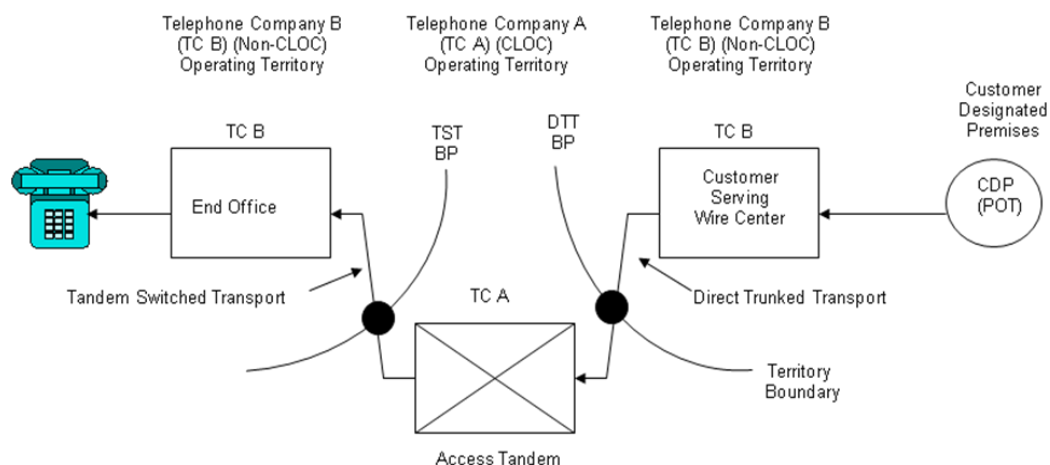 Telephone Company B
(TC B) (Non-CLOC)
Operating Territory
Telephone Company A
(TC A) (CLOC)
Operating Territory
Telephone Company B
(TC B) (Non-CLOC)
Operating Territory
Customer
Designated
Premises
TC B
TST
BP
DTT
BP
TC B
End Office
Customer
Serving
Wire Center
CDP
(POT)
Tandem Switched Transport
TC A
Direct Trunked Transport
Territory
Boundary
Access Tandem